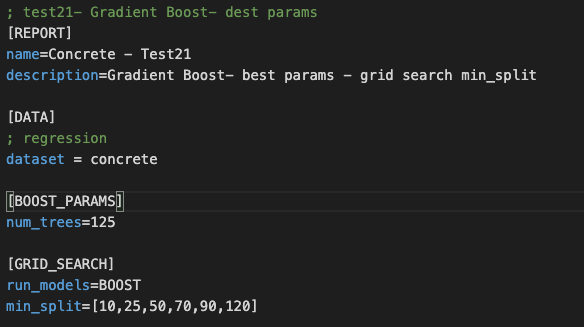 ; test21- Gradient Boost- dest params
[REPORT]
name=Concrete - Test21
description=Gradient Boost- best params - grid search min_split
[DATA]
; regression
dataset = concrete
[BOOST_PARAMS]
num_trees=125
[GRID_SEARCH]
run_models=BOOST
min_split=[10,25,50,70,90,120]